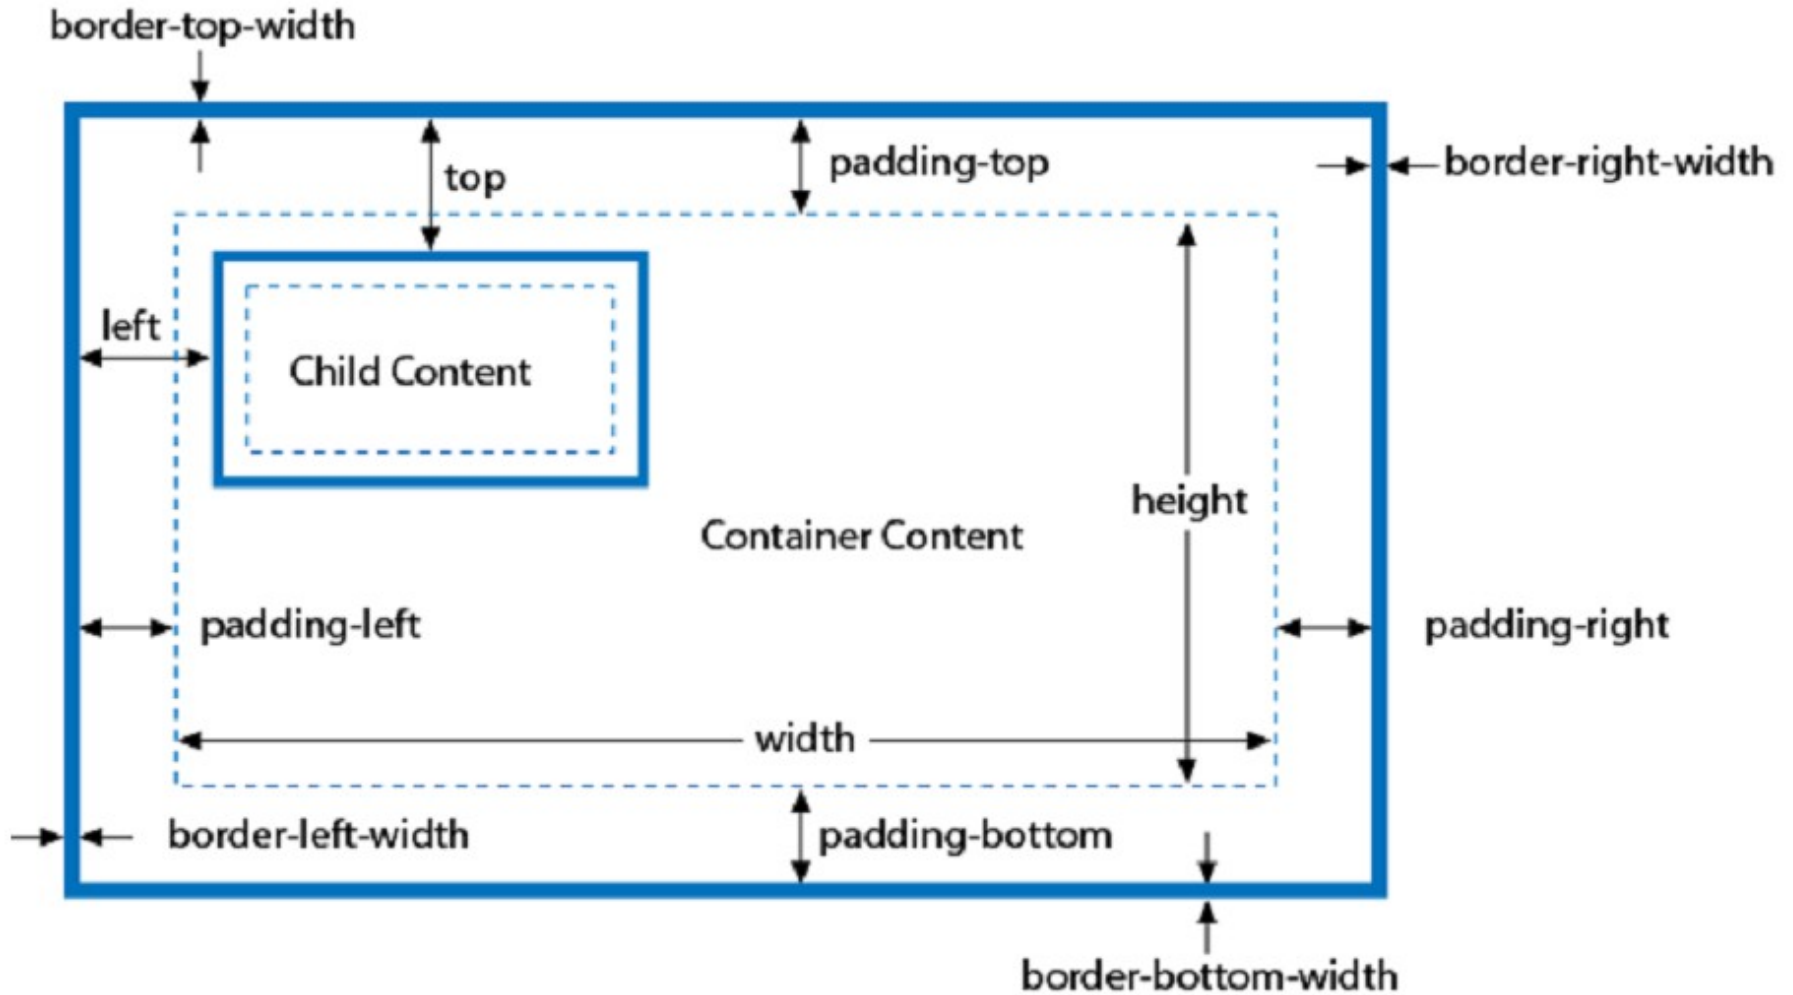 border-top-width
top
padding-top
border-right-width
left
Child Content
height
Container Content
padding-left
padding-right
width
border-left-width
padding-bottom
border-bottom-width